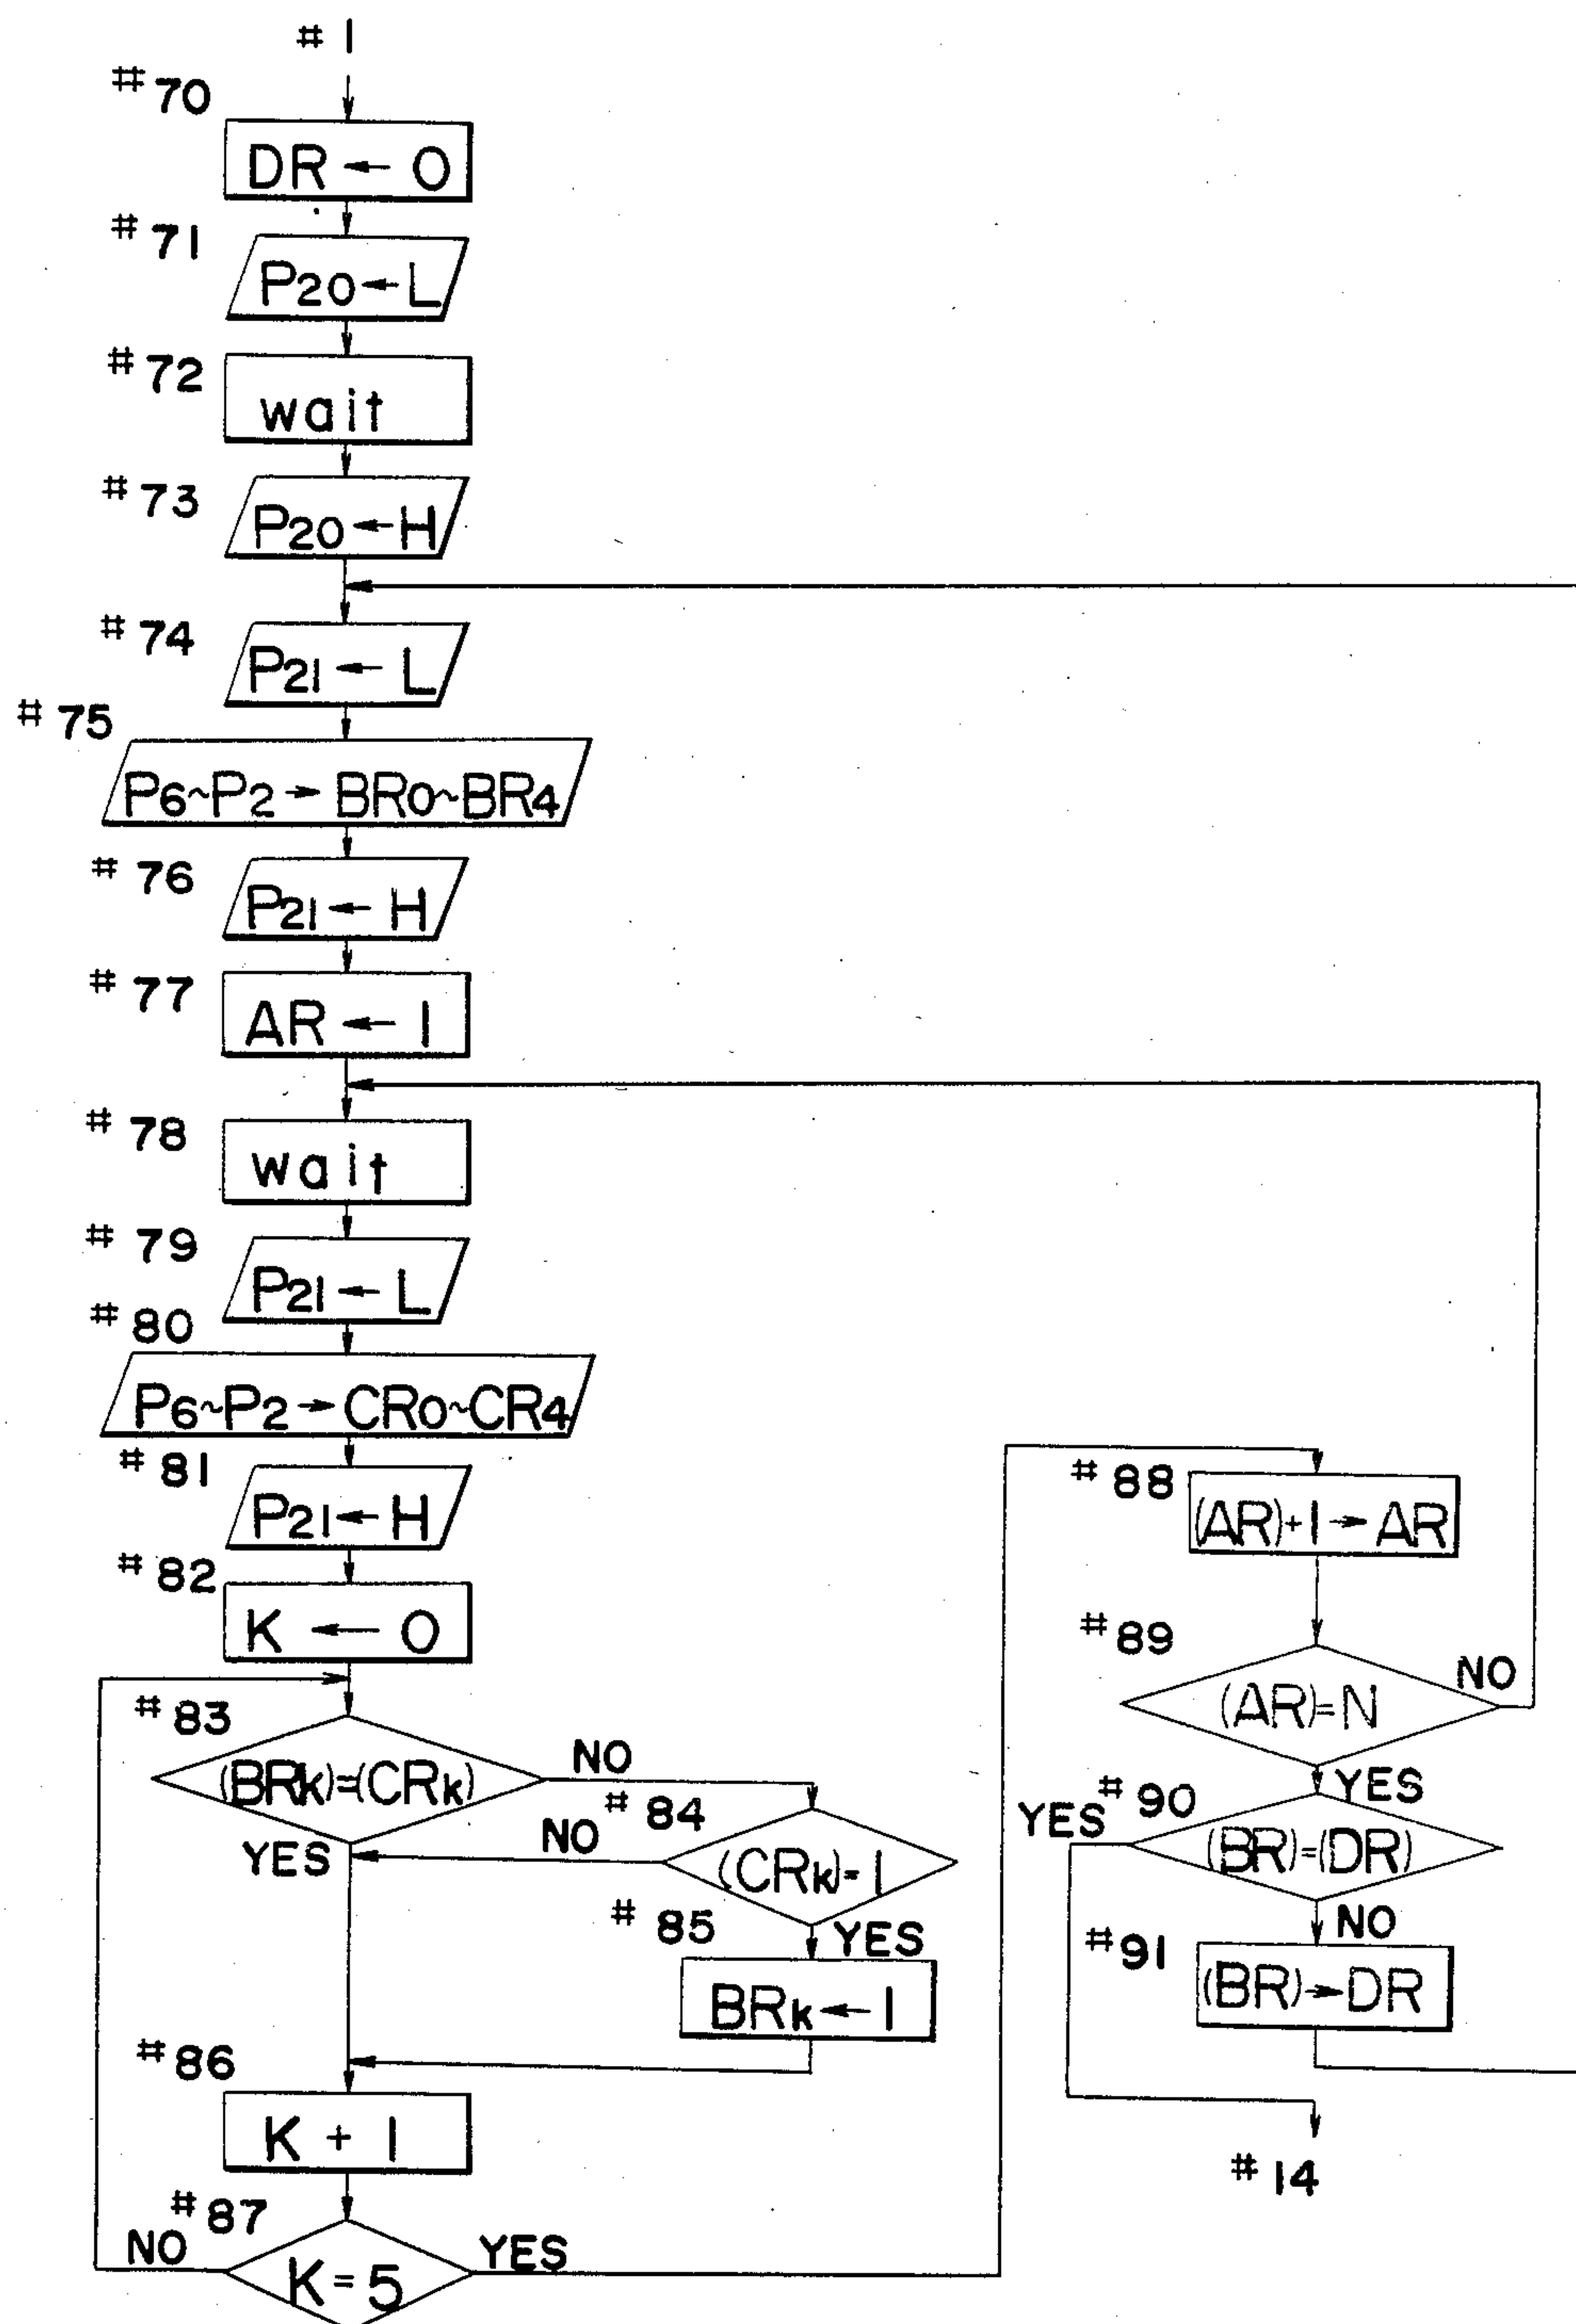 # 1
# 70
DR ← 0
# 71
P20 ← L
# 72
wait
# 73
P20 ← H
# 74
P21 ← L
# 75
P6~P2 → BR0~BR4
# 76
P21 ← H
# 77
AR ← 1
# 78
wait
# 79
P21 ← L
# 80
P6~P2 → CR0~CR4
# 81
P21 ← H
# 82
K ← 0
# 83
(BRk)=(CRk)
NO
YES
# 84
(CRk)=1
NO
YES
# 85
BRk ← 1
# 86
K + 1
# 87
K = 5
NO
YES
# 88
(AR)+1 → AR
# 89
(AR)=N
NO
YES
# 90
(BR)=(DR)
YES
NO
# 91
(BR)→DR
# 14